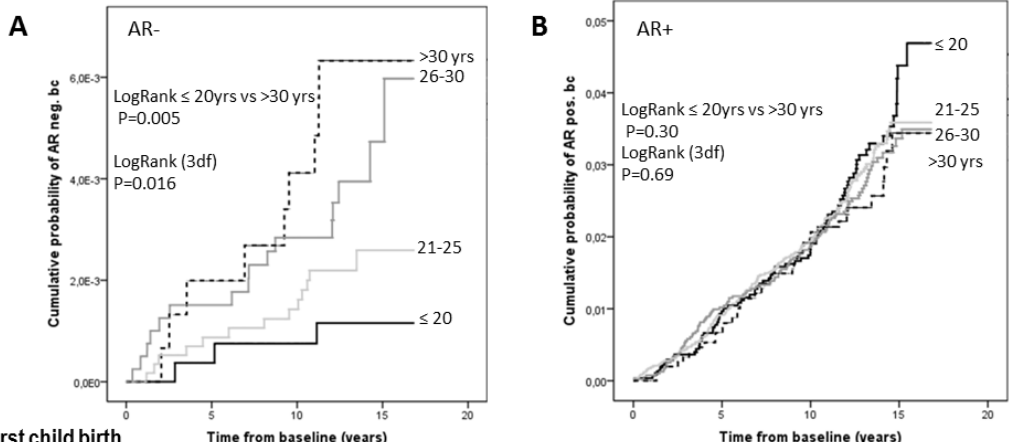 A
AR-
Cumulative probability of AR neg. bc
6,0E-3
4,0E-3
2,0E-3
0,0E0
LogRank ≤ 20yrs vs >30 yrs
P=0.005
LogRank (3df)
P=0.016
>30 yrs
26-30
21-25
≤ 20
0
5
10
15
20
Time from baseline (years)
rst child birth
B
AR+
Cumulative probability of AR pos. bc
0,05
0,04
0,03
0,02
0,01
0,00
LogRank ≤ 20yrs vs >30 yrs
P=0.30
LogRank (3df)
P=0.69
≤ 20
21-25
26-30
>30 yrs
0
5
10
15
20
Time from baseline (years)